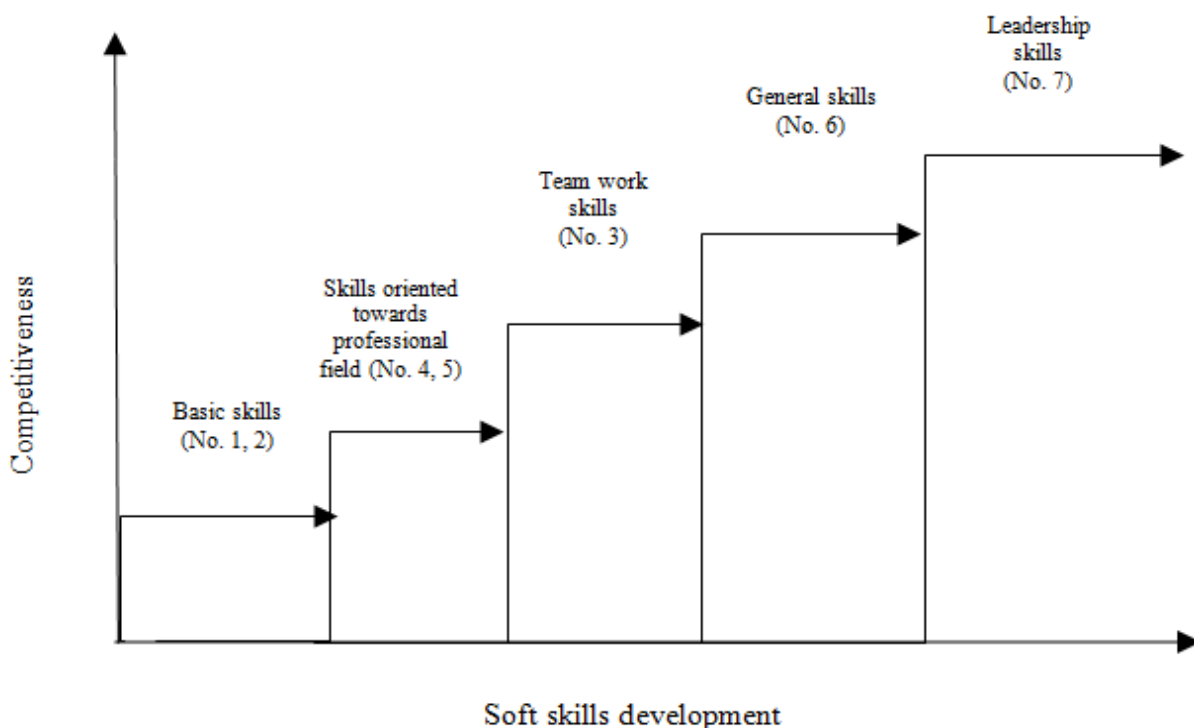 Leadership
skills
(No. 7)
General skills
(No. 6)
Team work
skills
(No. 3)
Skills oriented
towards
professional
field (No. 4, 5)
Basic skills
(No. 1, 2)
Competitiveness
Soft skills development